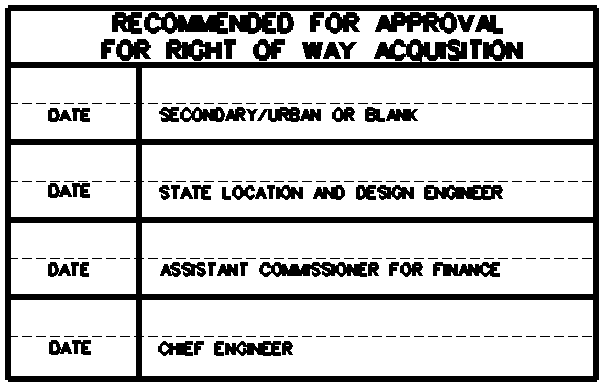 RECOMMENDED FOR APPROVAL
FOR RIGHT OF WAY ACQUISITION
DATE SECONDARY/URBAN OR BLANK
DATE STATE LOCATION AND DESIGN ENGINEER
DATE ASSISTANT COMMISSIONER FOR FINANCE
DATE CHIEF ENGINEER